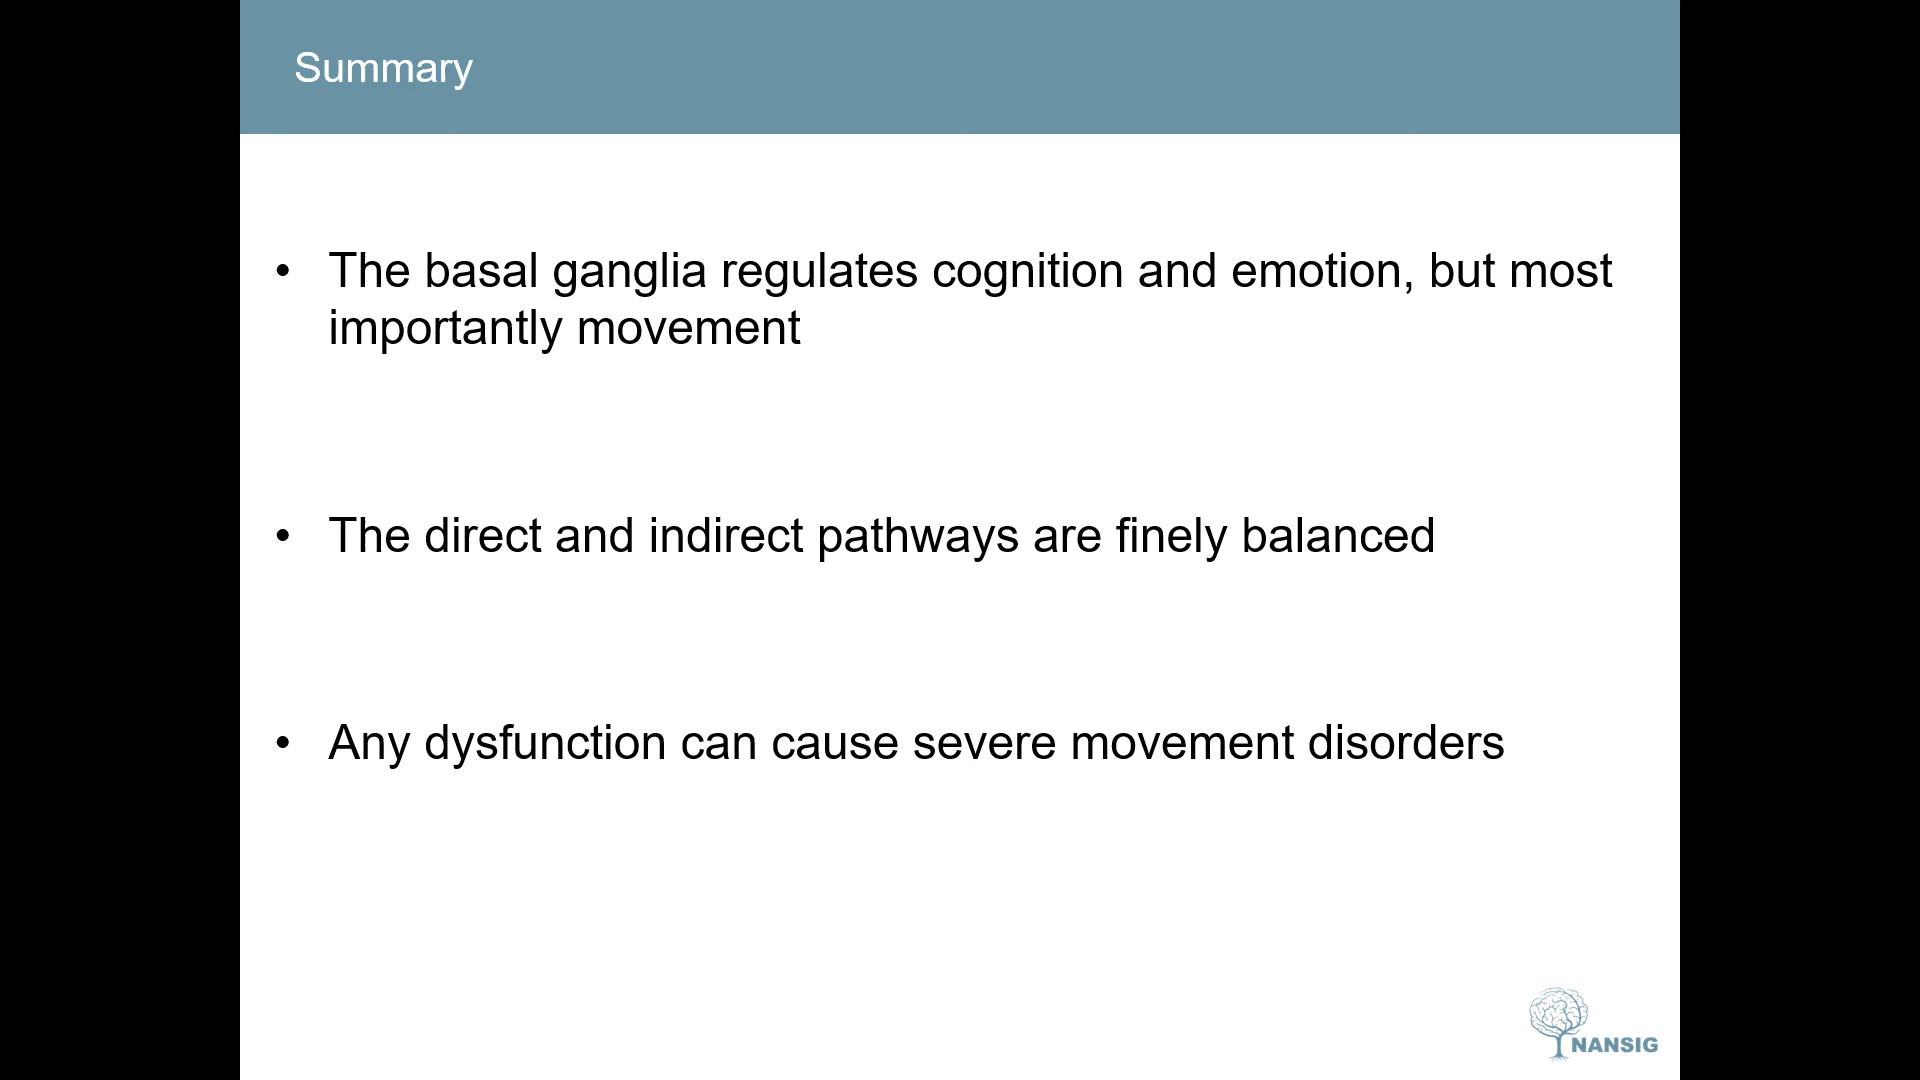 Summary
• The basal ganglia regulates cognition and emotion, but most
importantly movement
• The direct and indirect pathways are finely balanced
• Any dysfunction can cause severe movement disorders
NANSIG